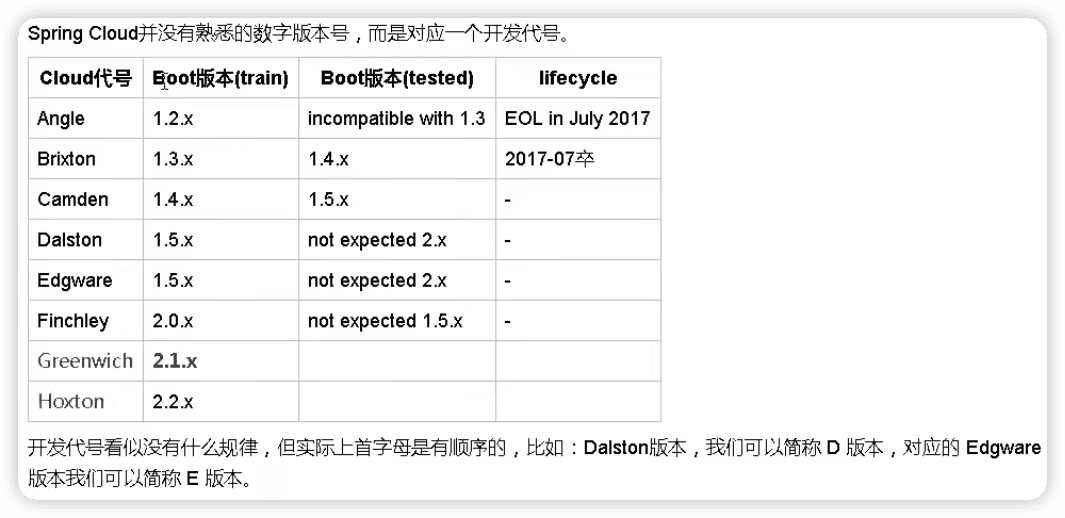 Spring Cloud并没有熟悉的数字版本号，而是对应一个开发代号。
Cloud代号 Boot版本(train) Boot版本(tested) lifecycle
Angle 1.2.x incompatible with 1.3 EOL in July 2017
Brixton 1.3.x 1.4.x 2017-07卒
Camden 1.4.x 1.5.x -
Dalston 1.5.x not expected 2.x -
Edgware 1.5.x not expected 2.x -
Finchley 2.0.x not expected 1.5.x -
Greenwich 2.1.x
Hoxton 2.2.x
开发代号看似没有什么规律，但实际上首字母是有顺序的，比如：Dalston版本，我们可以简称 D 版本，对应的 Edgware
版本我们可以简称 E 版本。